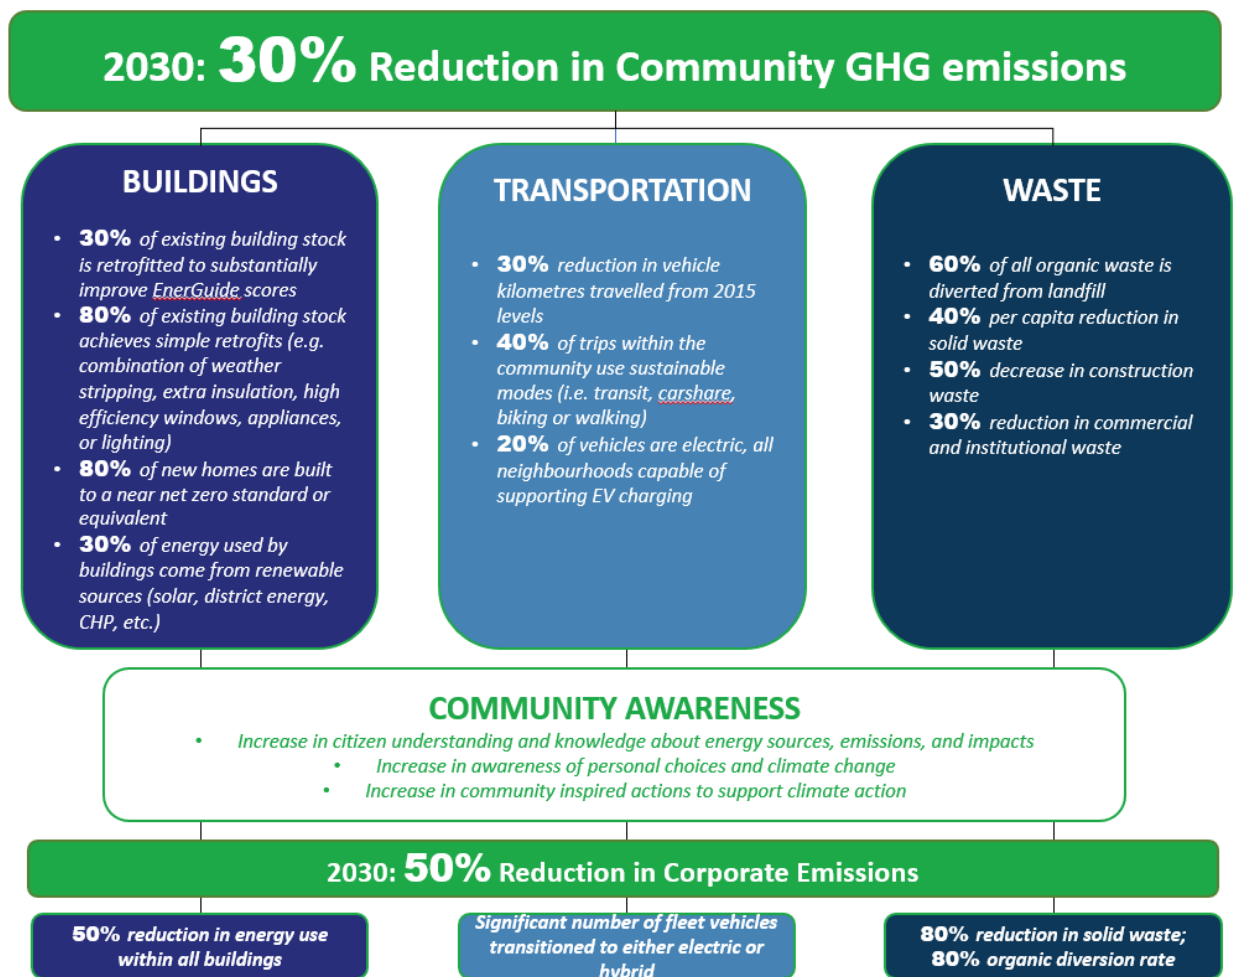 2030: 30% Reduction in Community GHG emissions
BUILDINGS
• 30% of existing building stock
is retrofitted to substantially
improve EnerGuide scores
• 80% of existing building stock
achieves simple retrofits (e.g.
combination of weather
stripping, extra insulation, high
efficiency windows, appliances,
or lighting)
• 80% of new homes are built
to a near net zero standard or
equivalent
• 30% of energy used by
buildings come from renewable
sources (solar, district energy,
CHP, etc.)
TRANSPORTATION
• 30% reduction in vehicle
kilometres travelled from 2015
levels
• 40% of trips within the
community use sustainable
modes (i.e. transit, carshare,
biking or walking)
• 20% of vehicles are electric, all
neighbourhoods capable of
supporting EV charging
WASTE
• 60% of all organic waste is
diverted from landfill
• 40% per capita reduction in
solid waste
• 50% decrease in construction
waste
• 30% reduction in commercial
and institutional waste
COMMUNITY AWARENESS
• Increase in citizen understanding and knowledge about energy sources, emissions, and impacts
• Increase in awareness of personal choices and climate change
• Increase in community inspired actions to support climate action
2030: 50% Reduction in Corporate Emissions
50% reduction in energy use
within all buildings
Significant number of fleet vehicles
transitioned to either electric or
hybrid
80% reduction in solid waste;
80% organic diversion rate